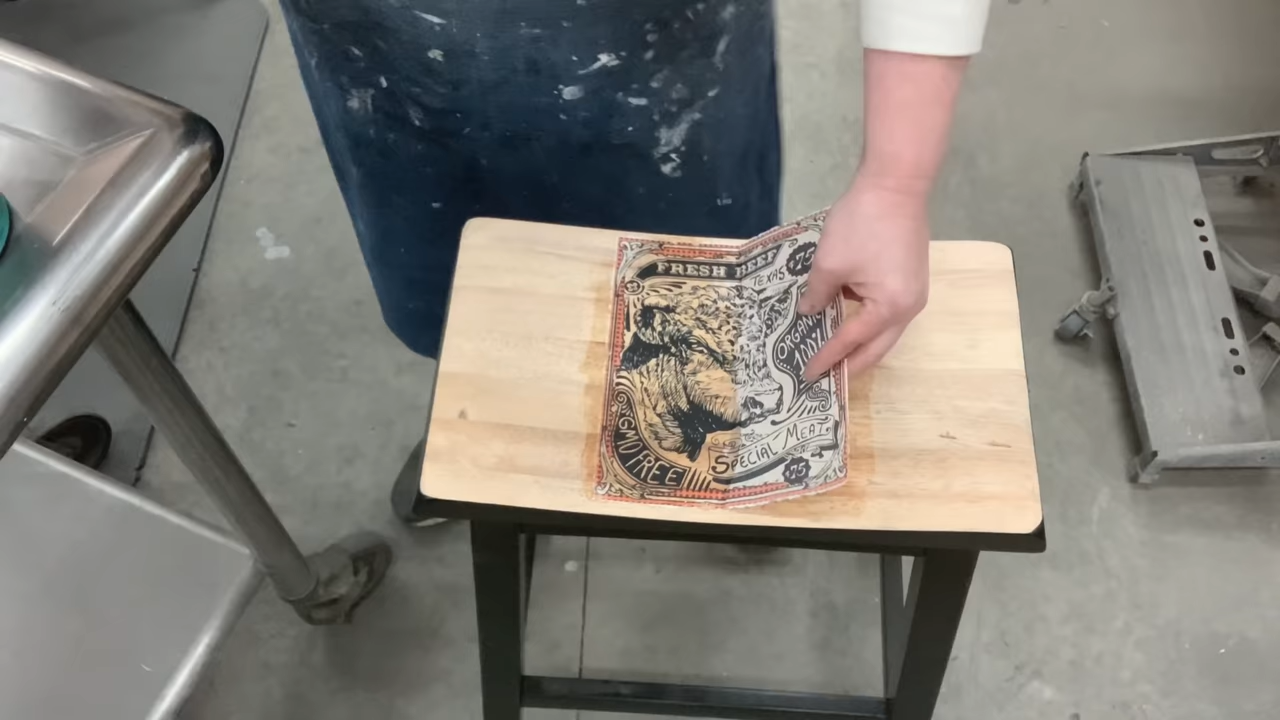 FRESH BEEF
TEXAS
75
ORGANIC
100%
GMO FREE
SPECIAL MEAT
75